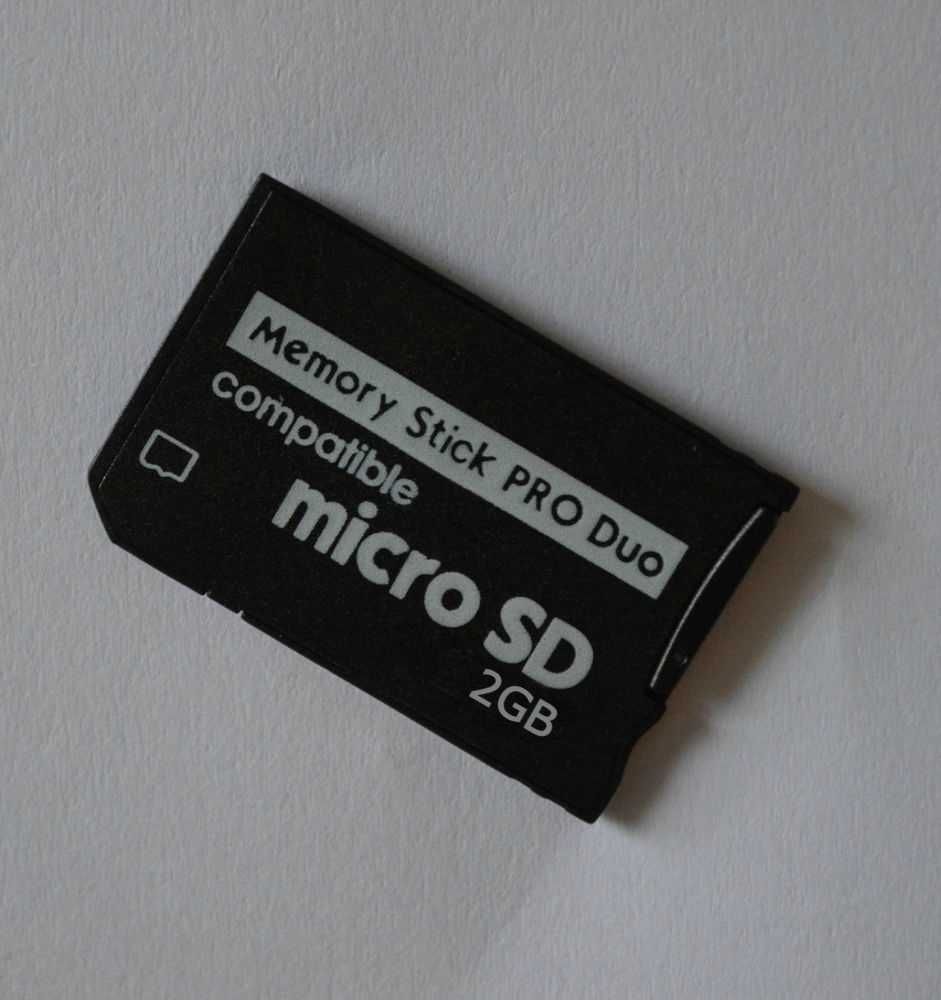 Memory Stick PRO Duo
compatible
micro SD
2GB